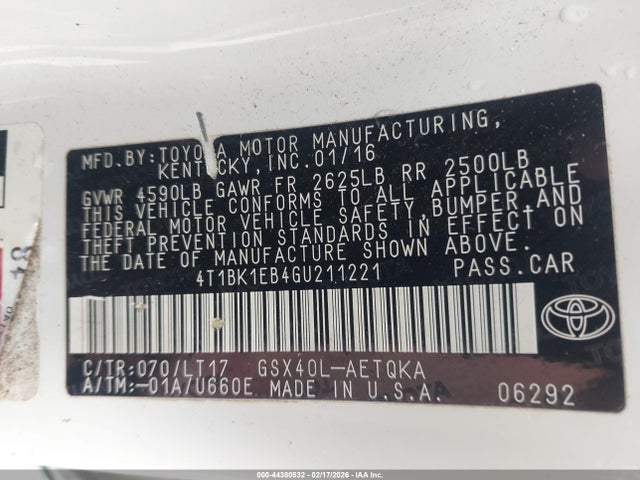 MFD.BY:TOYOTA MOTOR MANUFACTURING,
KENTUCKY,INC.01/16
GVWR 4590LB GAWR FR 2625LB RR 2500LB
THIS VEHICLE CONFORMS TO ALL APPLICABLE
FEDERAL MOTOR VEHICLE SAFETY,BUMPER,AND
THEFT PREVENTION STANDARDS IN EFFECT ON
THE DATE OF MANUFACTURE SHOWN ABOVE.
4T1BK1EB4GU211221 PASS.CAR
C/TR:070/LT17 GSX40L-AETQKA
A/TM:-01A/U660E MADE IN U.S.A. 06292
TOYOTA
000-44380532 - 02/17/2026 - IAA Inc.